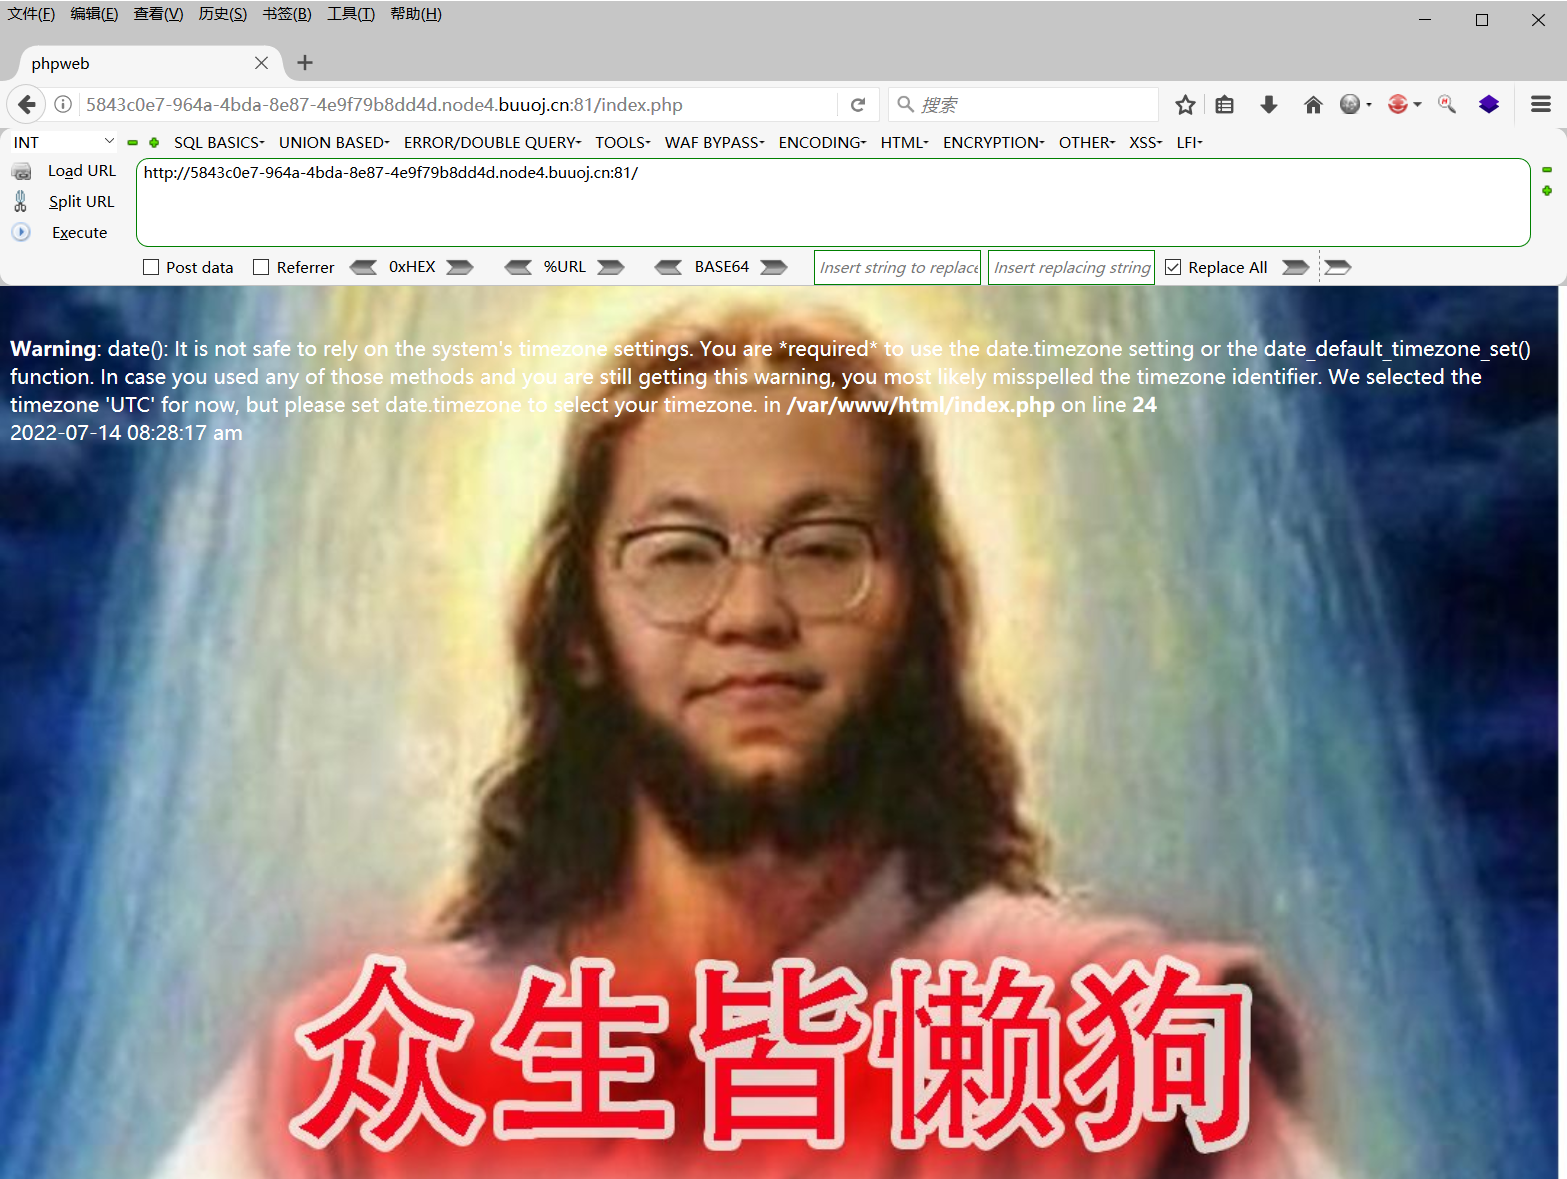 文件(F) 编辑(E) 查看(V) 历史(S) 书签(B) 工具(T) 帮助(H)
phpweb
5843c0e7-964a-4bda-8e87-4e9f79b8dd4d.node4.buuoj.cn:81/index.php
搜索
INT
SQL BASICS UNION BASED ERROR/DOUBLE QUERY TOOLS WAF BYPASS ENCODING HTML ENCRYPTION OTHER XSS LFI
Load URL
http://5843c0e7-964a-4bda-8e87-4e9f79b8dd4d.node4.buuoj.cn:81/
Split URL
Execute
Post data Referrer 0xHEX %URL BASE64 Insert string to replace Insert replacing string Replace All
Warning: date(): It is not safe to rely on the system's timezone settings. You are *required* to use the date.timezone setting or the date_default_timezone_set()
function. In case you used any of those methods and you are still getting this warning, you most likely misspelled the timezone identifier. We selected the
timezone 'UTC' for now, but please set date.timezone to select your timezone. in /var/www/html/index.php on line 24
2022-07-14 08:28:17 am
众生皆懒狗